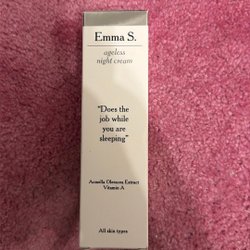 Emma S.
ageless
night cream
"Does the
job while
you are
sleeping"
Acmella Oleracea Extract
Vitamin A
All skin types